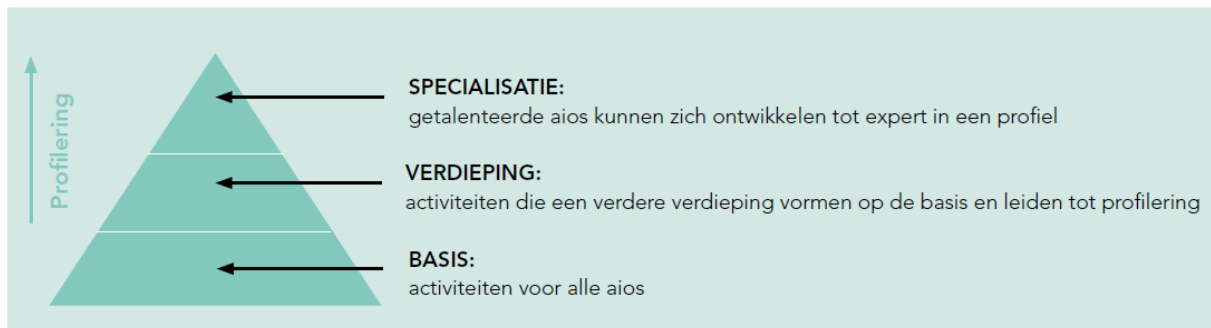 Profilering
SPECIALISATIE:
getalenteerde aios kunnen zich ontwikkelen tot expert in een profiel
VERDIEPING:
activiteiten die een verdere verdieping vormen op de basis en leiden tot profilering
BASIS:
activiteiten voor alle aios